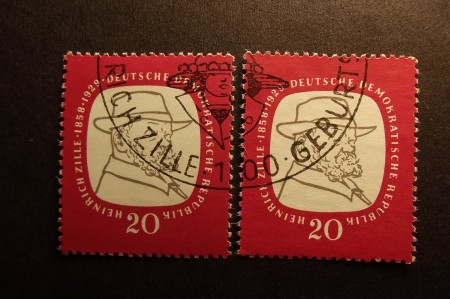 HEINRICH ZILLE · 1858 · 1929 · DEUTSCHE DEMOKRATISCHE REPUBLIK
20
HEINRICH ZILLE · 1858 · 1929 · DEUTSCHE DEMOKRATISCHE REPUBLIK
20
RICH ZILLE · 100 · GEBURTS